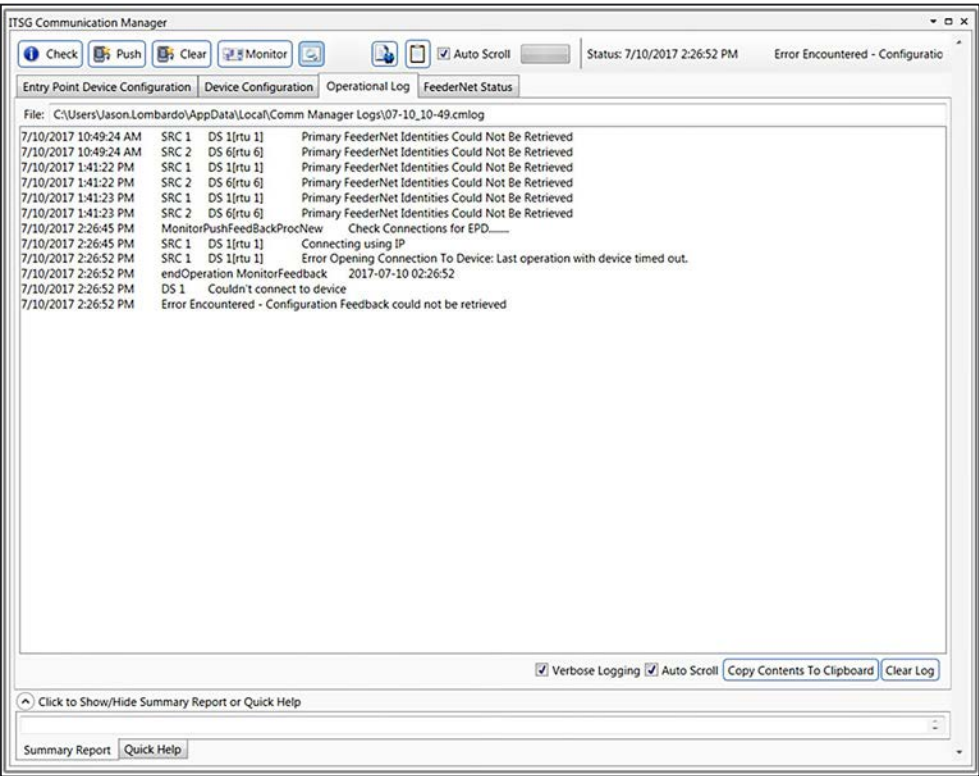 ITSG Communication Manager
Check Push Clear Monitor Auto Scroll Status: 7/10/2017 2:26:52 PM Error Encountered - Configuratio
Entry Point Device Configuration Device Configuration Operational Log FeederNet Status
File: C:\Users\Jason.Lombardo\AppData\Local\Comm Manager Logs\07-10_10-49.cmlog
7/10/2017 10:49:24 AM SRC 1 DS 1[rtu 1] Primary FeederNet Identities Could Not Be Retrieved
7/10/2017 10:49:24 AM SRC 2 DS 6[rtu 6] Primary FeederNet Identities Could Not Be Retrieved
7/10/2017 1:41:22 PM SRC 1 DS 1[rtu 1] Primary FeederNet Identities Could Not Be Retrieved
7/10/2017 1:41:22 PM SRC 2 DS 6[rtu 6] Primary FeederNet Identities Could Not Be Retrieved
7/10/2017 1:41:23 PM SRC 1 DS 1[rtu 1] Primary FeederNet Identities Could Not Be Retrieved
7/10/2017 1:41:23 PM SRC 2 DS 6[rtu 6] Primary FeederNet Identities Could Not Be Retrieved
7/10/2017 2:26:45 PM MonitorPushFeedBackProcNew Check Connections for EPD.......
7/10/2017 2:26:45 PM SRC 1 DS 1[rtu 1] Connecting using IP
7/10/2017 2:26:52 PM SRC 1 DS 1[rtu 1] Error Opening Connection To Device: Last operation with device timed out.
7/10/2017 2:26:52 PM endOperation MonitorFeedback 2017-07-10 02:26:52
7/10/2017 2:26:52 PM DS 1 Couldn't connect to device
7/10/2017 2:26:52 PM Error Encountered - Configuration Feedback could not be retrieved
Verbose Logging Auto Scroll Copy Contents To Clipboard Clear Log
Click to Show/Hide Summary Report or Quick Help
Summary Report Quick Help